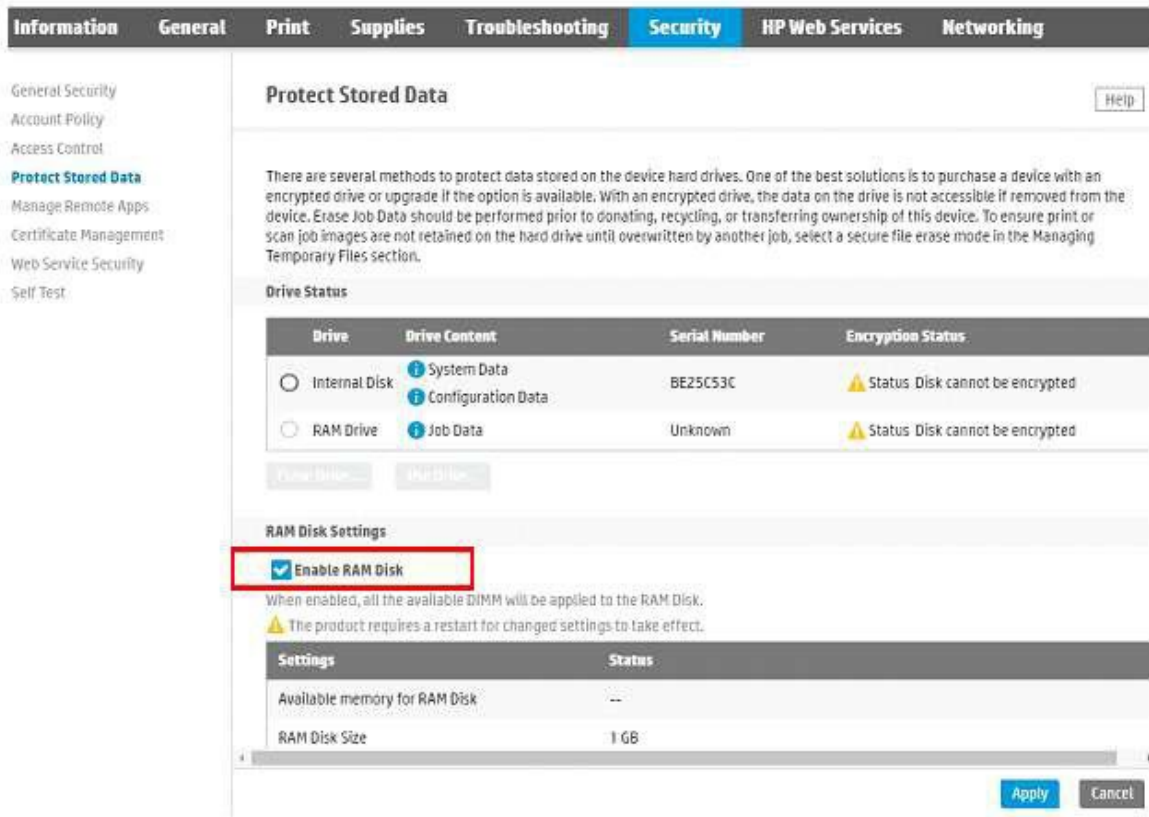 Information General Print Supplies Troubleshooting Security HP Web Services Networking
General Security
Account Policy
Access Control
Protect Stored Data
Manage Remote Apps
Certificate Management
Web Service Security
Self Test
Protect Stored Data
Help
There are several methods to protect data stored on the device hard drives. One of the best solutions is to purchase a device with an
encrypted drive or upgrade if the option is available. With an encrypted drive, the data on the drive is not accessible if removed from the
device. Erase Job Data should be performed prior to donating, recycling, or transferring ownership of this device. To ensure print or
scan job images are not retained on the hard drive until overwritten by another job, select a secure file erase mode in the Managing
Temporary Files section.
Drive Status
Drive Drive Content Serial Number Encryption Status
Internal Disk System Data BE25C53C Status Disk cannot be encrypted
Configuration Data
RAM Drive Job Data Unknown Status Disk cannot be encrypted
RAM Disk Settings
Enable RAM Disk
When enabled, all the available DIMM will be applied to the RAM Disk.
The product requires a restart for changed settings to take effect.
Settings Status
Available memory for RAM Disk --
RAM Disk Size 1 GB
Apply Cancel